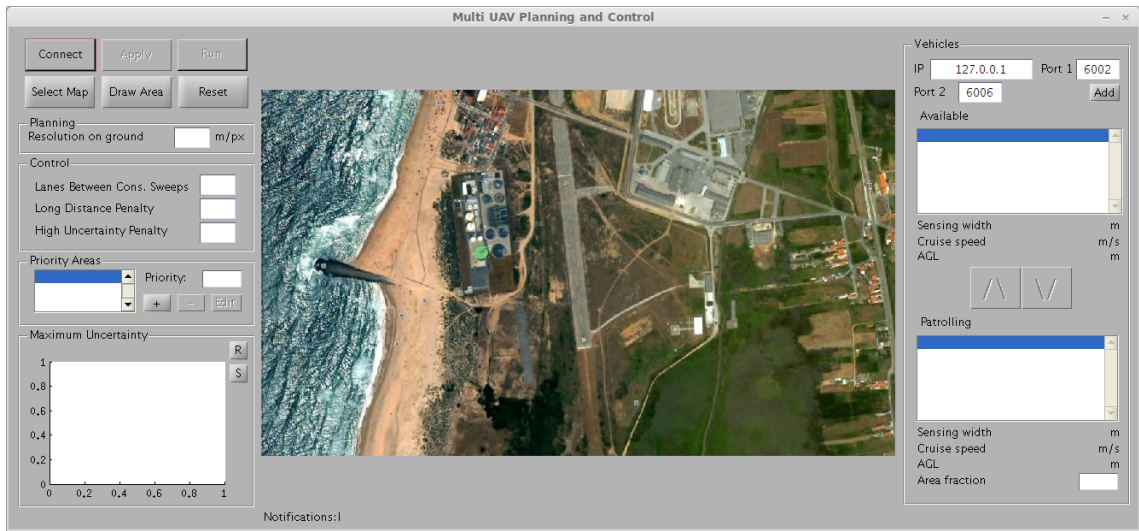 Multi UAV Planning and Control
Connect
Apply
Run
Select Map
Draw Area
Reset
Planning
Resolution on ground m/px
Control
Lanes Between Cons. Sweeps
Long Distance Penalty
High Uncertainty Penalty
Priority Areas
Priority:
+
-
Edit
Maximum Uncertainty
R
S
1
0,8
0,6
0,4
0,2
0
0 0,2 0,4 0,6 0,8 1
Notifications:l
Vehicles
IP 127.0.0.1 Port 1 6002
Port 2 6006 Add
Available
Sensing width m
Cruise speed m/s
AGL m
/\ \/
Patrolling
Sensing width m
Cruise speed m/s
AGL m
Area fraction